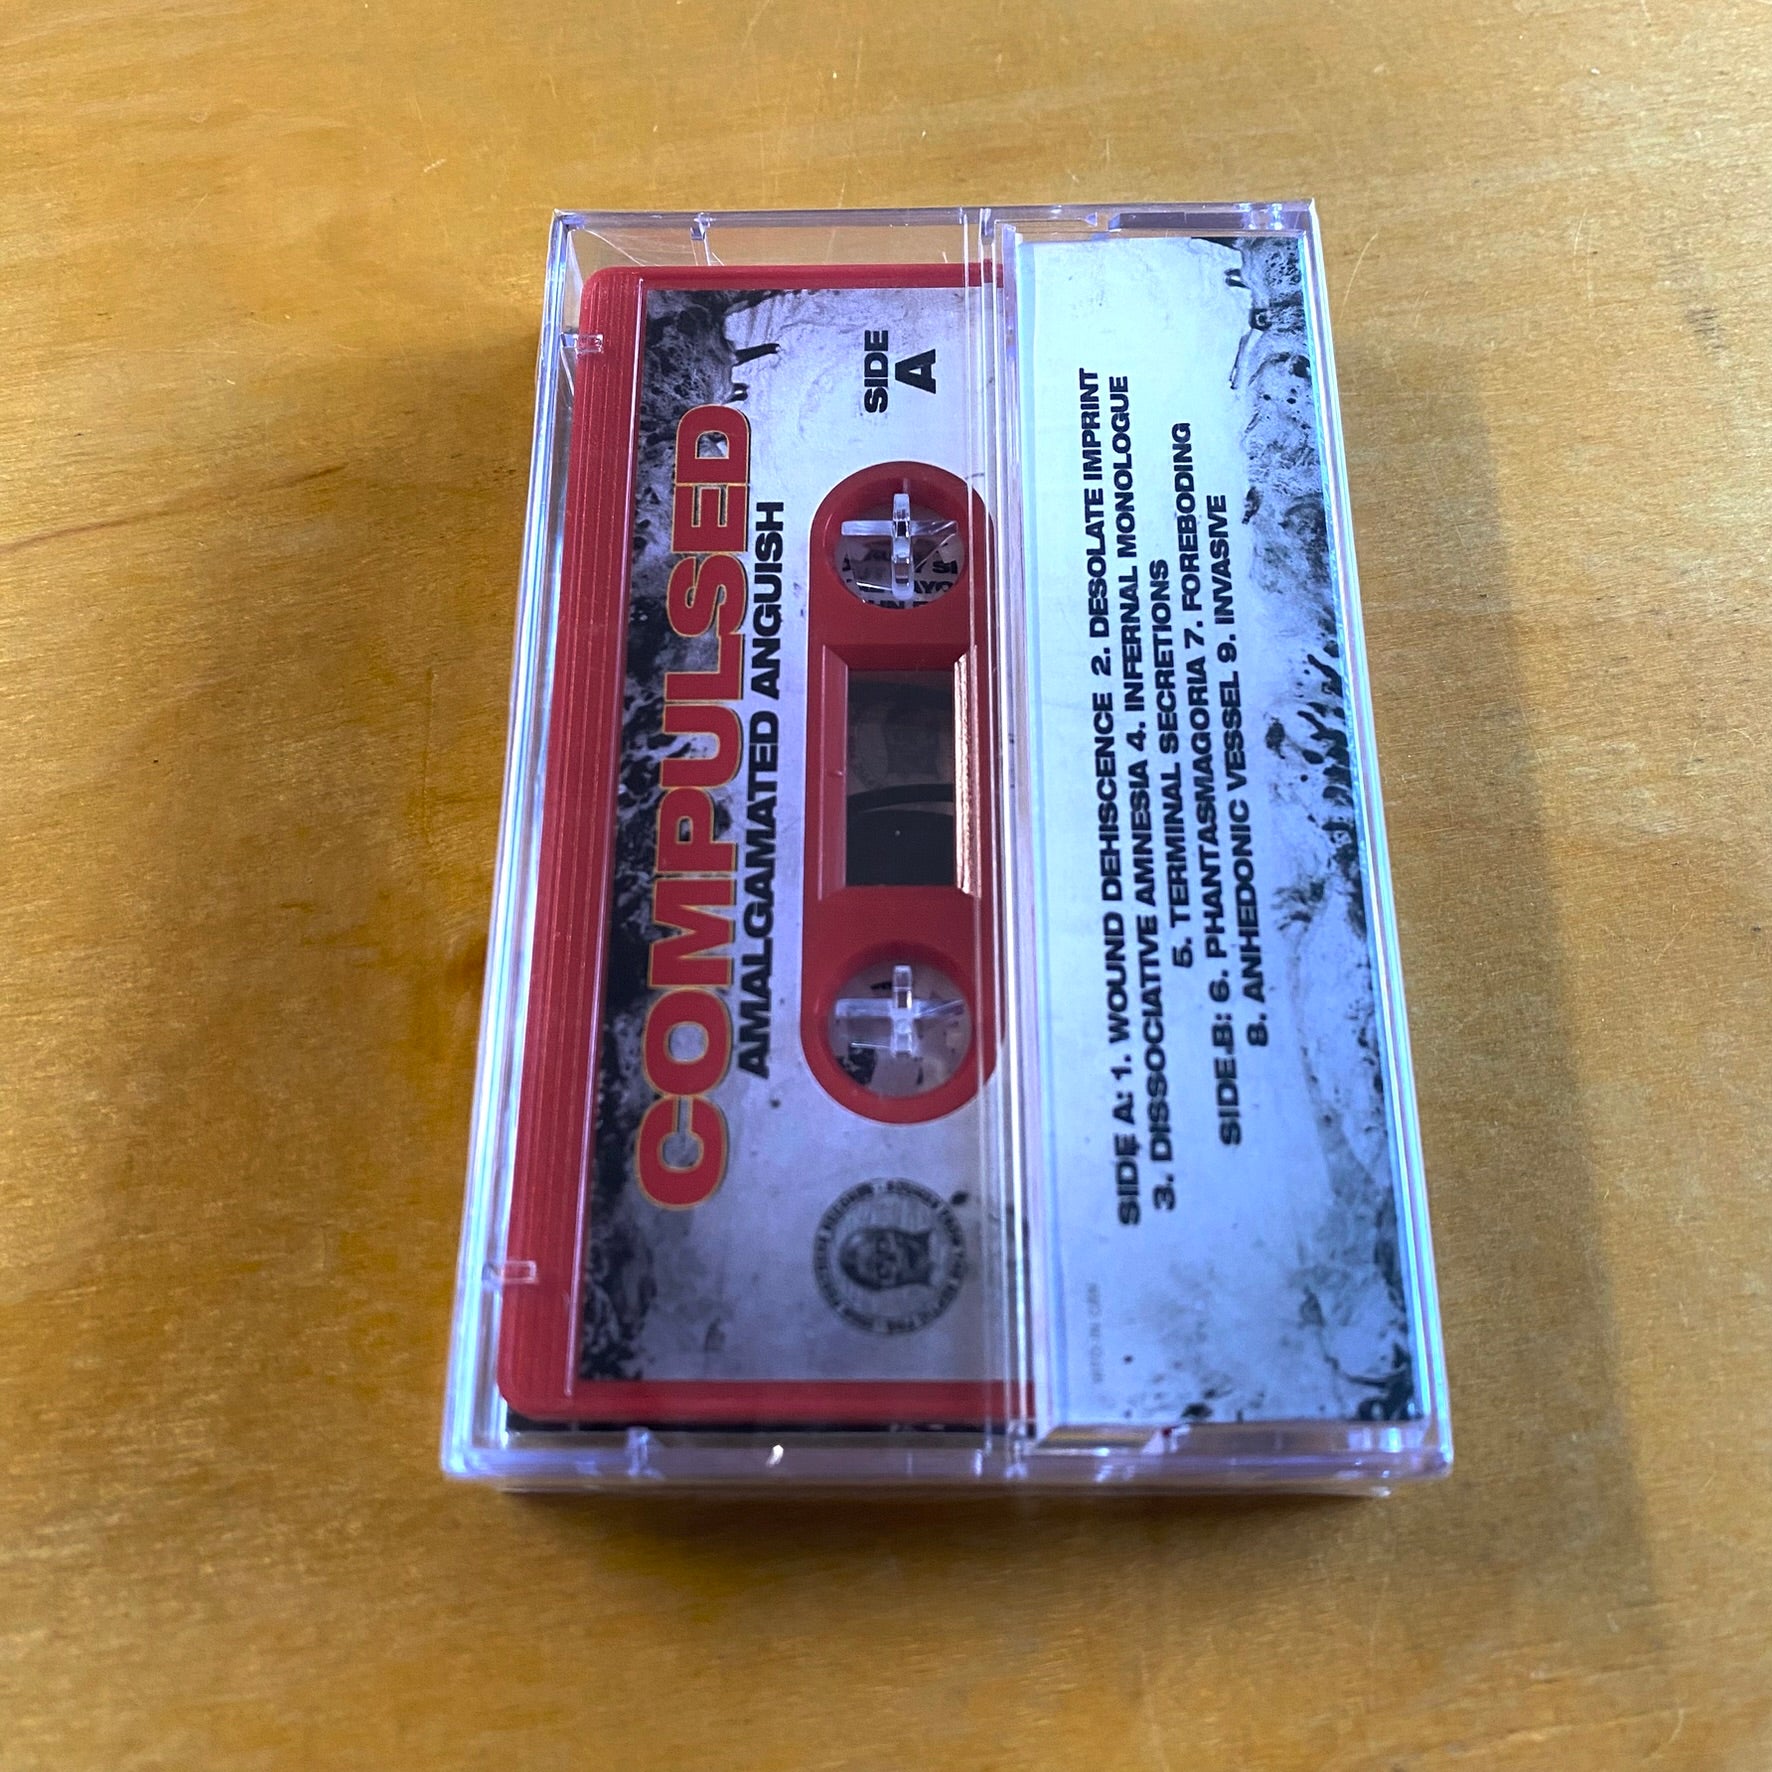 COMPULSED
AMALGAMATED ANGUISH
SIDE
A
SIDE A: 1. WOUND DEHISCENCE 2. DESOLATE IMPRINT
3. DISSOCIATIVE AMNESIA 4. INFERNAL MONOLOGUE
5. TERMINAL SECRETIONS
SIDE B: 6. PHANTASMAGORIA 7. FOREBODING
8. ANHEDONIC VESSEL 9. INVASIVE